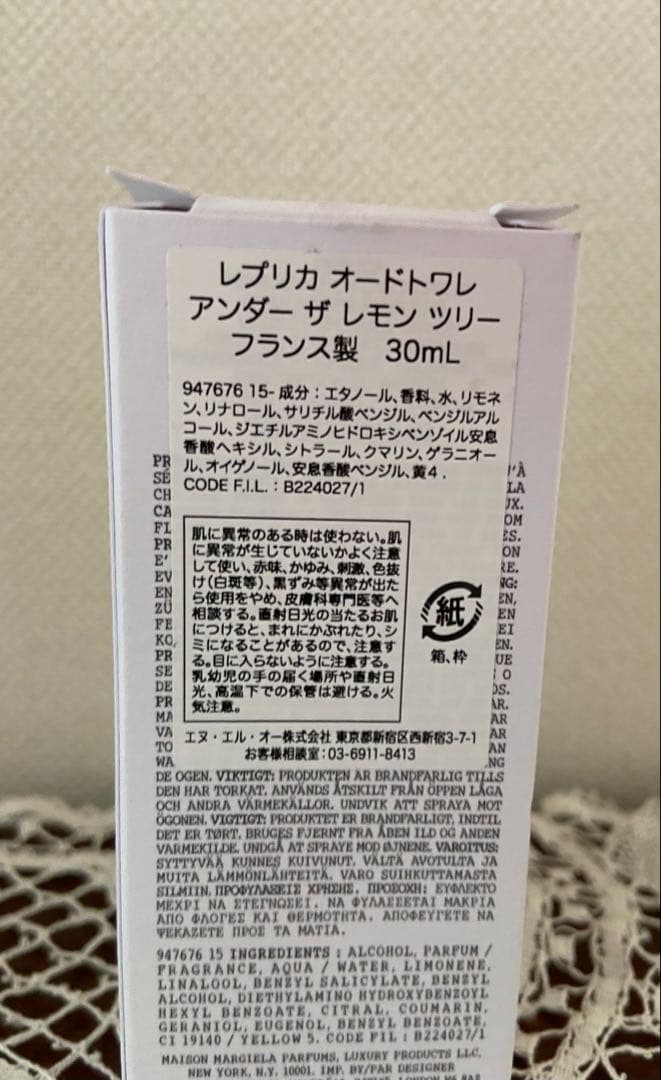 レプリカ オードトワレ
アンダー ザ レモン ツリー
フランス製 30mL
947676 15- 成分：エタノール、香料、水、リモネ
ン、リナロール、サリチル酸ベンジル、ベンジルアル
コール、ジエチルアミノヒドロキシベンゾイル安息
香酸ヘキシル、シトラール、クマリン、ゲラニオー
ル、オイゲノール、安息香酸ベンジル、黄4．
CODE F.I.L.：B224027/1
肌に異常のある時は使わない。肌
に異常が生じていないかよく注意
して使い、赤味、かゆみ、刺激、色抜
け（白斑等）、黒ずみ等異常が出た
ら使用をやめ、皮膚科専門医等へ
相談する。直射日光の当たるお肌
につけると、まれにかぶれたり、シ
ミになることがあるので、注意す
る。目に入らないように注意する。
乳幼児の手の届く場所や直射日
光、高温下での保管は避ける。火
気注意。
紙
箱、枠
エヌ・エル・オー株式会社 東京都新宿区西新宿3-7-1
お客様相談室：03-6911-8413
DE OGEN. VIKTIGT: PRODUKTEN ÄR BRANDFARLIG TILLS
DEN HAR TORKAT. ANVÄNDS ÅTSKILT FRÅN ÖPPEN LÅGA
OCH ANDRA VÄRMEKÄLLOR. UNDVIK ATT SPRAYA MOT
ÖGONEN. VIGTIGT: PRODUKTET ER BRANDFARLIGT, INDTIL
DET ER TØRT. BRUGES FJERNT FRA ÅBEN ILD OG ANDEN
VARMEKILDE. UNDGÅ AT SPRAYE MOD ØJNENE. VAROITUS:
SYTTYVÄÄ KUNNES KUIVUNUT. VÄLTÄ AVOTULTA JA
MUITA LÄMMÖNLÄHTEITÄ. VARO SUIHKUTTAMASTA
SILMIIN. ΠΡΟΦΥΛΑΞΕΙΣ ΧΡΗΣΗΣ. ΠΡΟΣΟΧΗ: ΕΥΦΛΕΚΤΟ
ΜΕΧΡΙ ΝΑ ΣΤΕΓΝΩΣΕΙ. ΝΑ ΦΥΛΑΣΣΕΤΑΙ ΜΑΚΡΙΑ
ΑΠΟ ΦΛΟΓΕΣ ΚΑΙ ΘΕΡΜΟΤΗΤΑ. ΑΠΟΦΕΥΓΕΤΕ ΝΑ
ΨΕΚΑΖΕΤΕ ΠΡΟΣ ΤΑ ΜΑΤΙΑ.
947676 15 INGREDIENTS : ALCOHOL, PARFUM /
FRAGRANCE, AQUA / WATER, LIMONENE,
LINALOOL, BENZYL SALICYLATE, BENZYL
ALCOHOL, DIETHYLAMINO HYDROXYBENZOYL
HEXYL BENZOATE, CITRAL, COUMARIN,
GERANIOL, EUGENOL, BENZYL BENZOATE,
CI 19140 / YELLOW 5. CODE FIL : B224027/1
MAISON MARGIELA PARFUMS, LUXURY PRODUCTS LLC,
NEW YORK, N.Y. 10001. IMP. BY/PAR DESIGNER